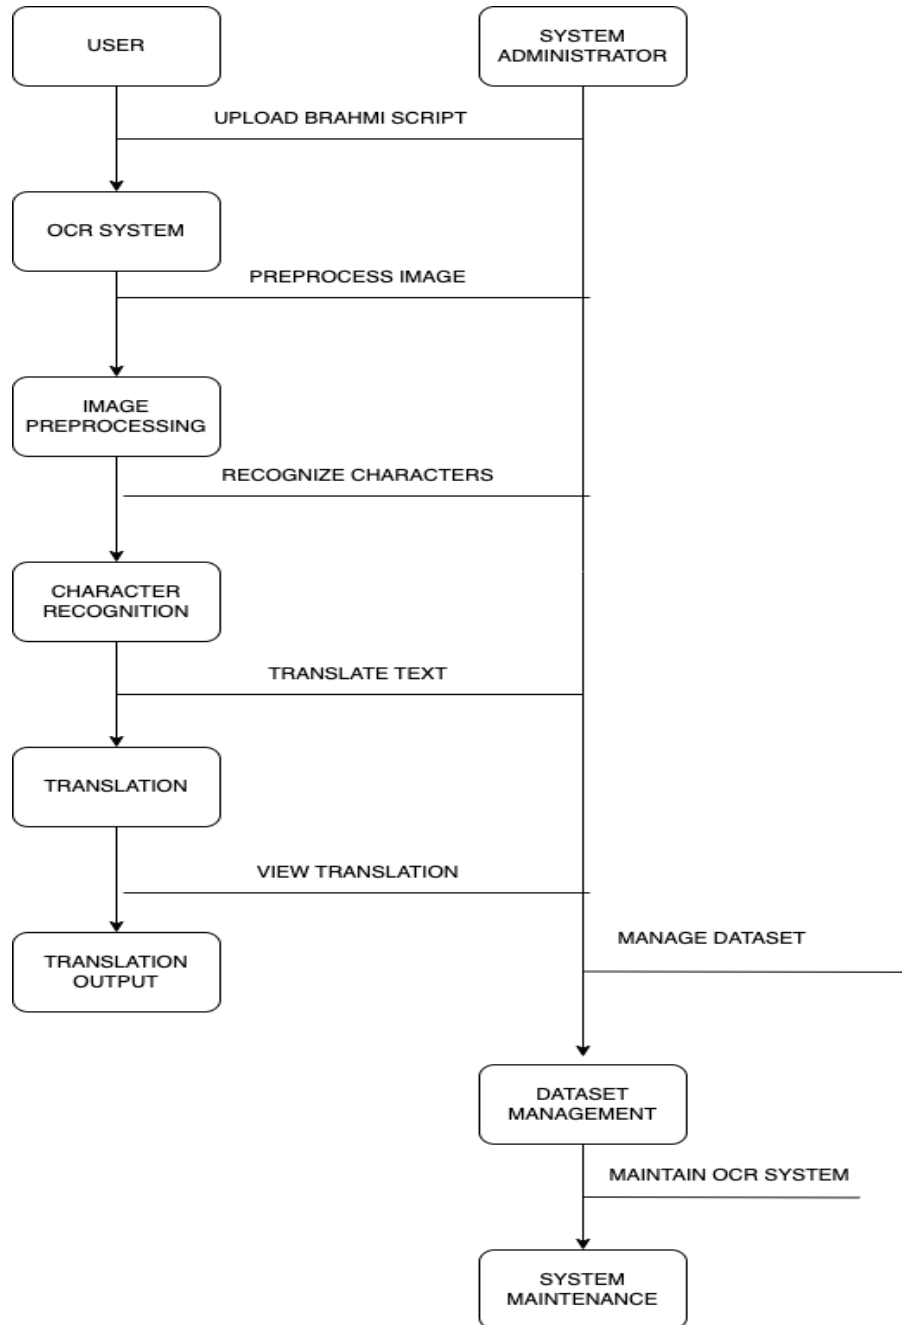 USER
SYSTEM
ADMINISTRATOR
UPLOAD BRAHMI SCRIPT
OCR SYSTEM
PREPROCESS IMAGE
IMAGE
PREPROCESSING
RECOGNIZE CHARACTERS
CHARACTER
RECOGNITION
TRANSLATE TEXT
TRANSLATION
VIEW TRANSLATION
TRANSLATION
OUTPUT
MANAGE DATASET
DATASET
MANAGEMENT
MAINTAIN OCR SYSTEM
SYSTEM
MAINTENANCE